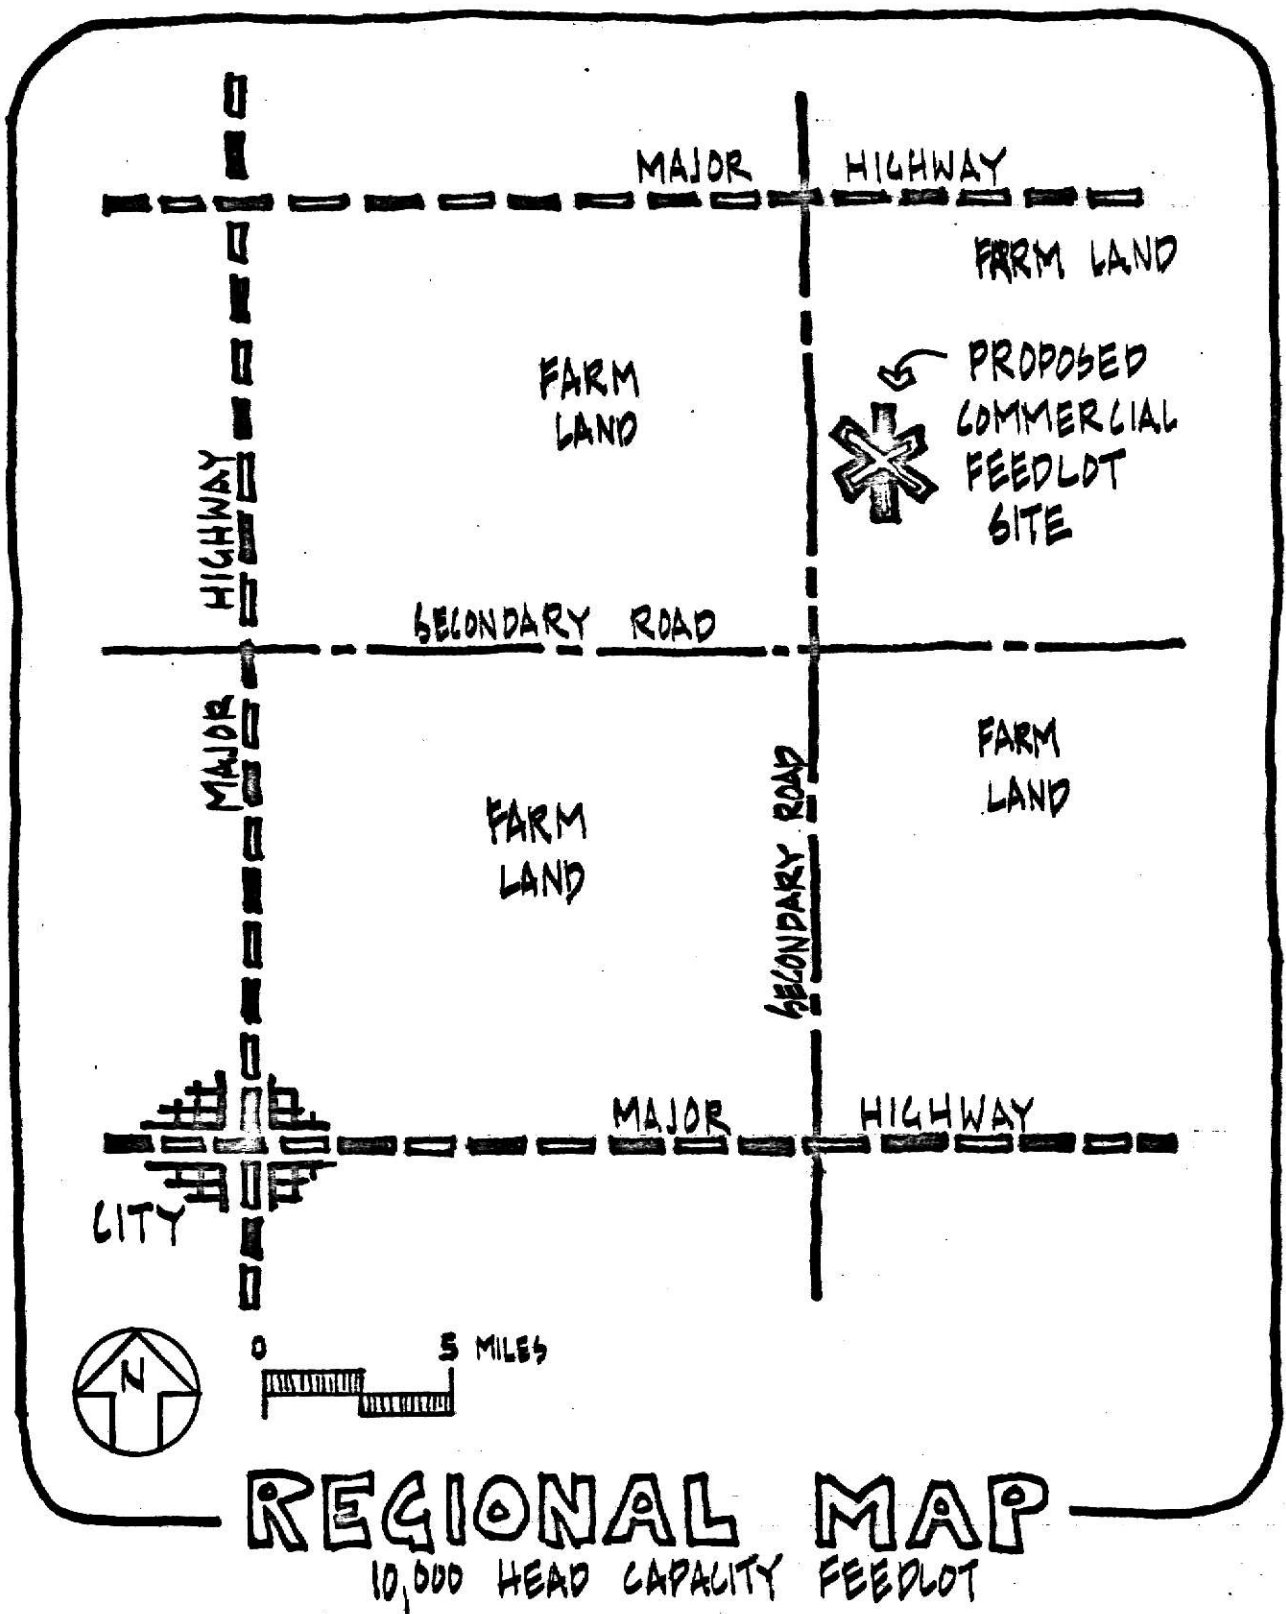 MAJOR HIGHWAY
FARM LAND
PROPOSED
COMMERCIAL
FEEDLOT
SITE
FARM
LAND
MAJOR HIGHWAY
SECONDARY ROAD
FARM
LAND
SECONDARY ROAD
FARM
LAND
MAJOR HIGHWAY
CITY
N
0 5 MILES
REGIONAL MAP
10,000 HEAD CAPACITY FEEDLOT